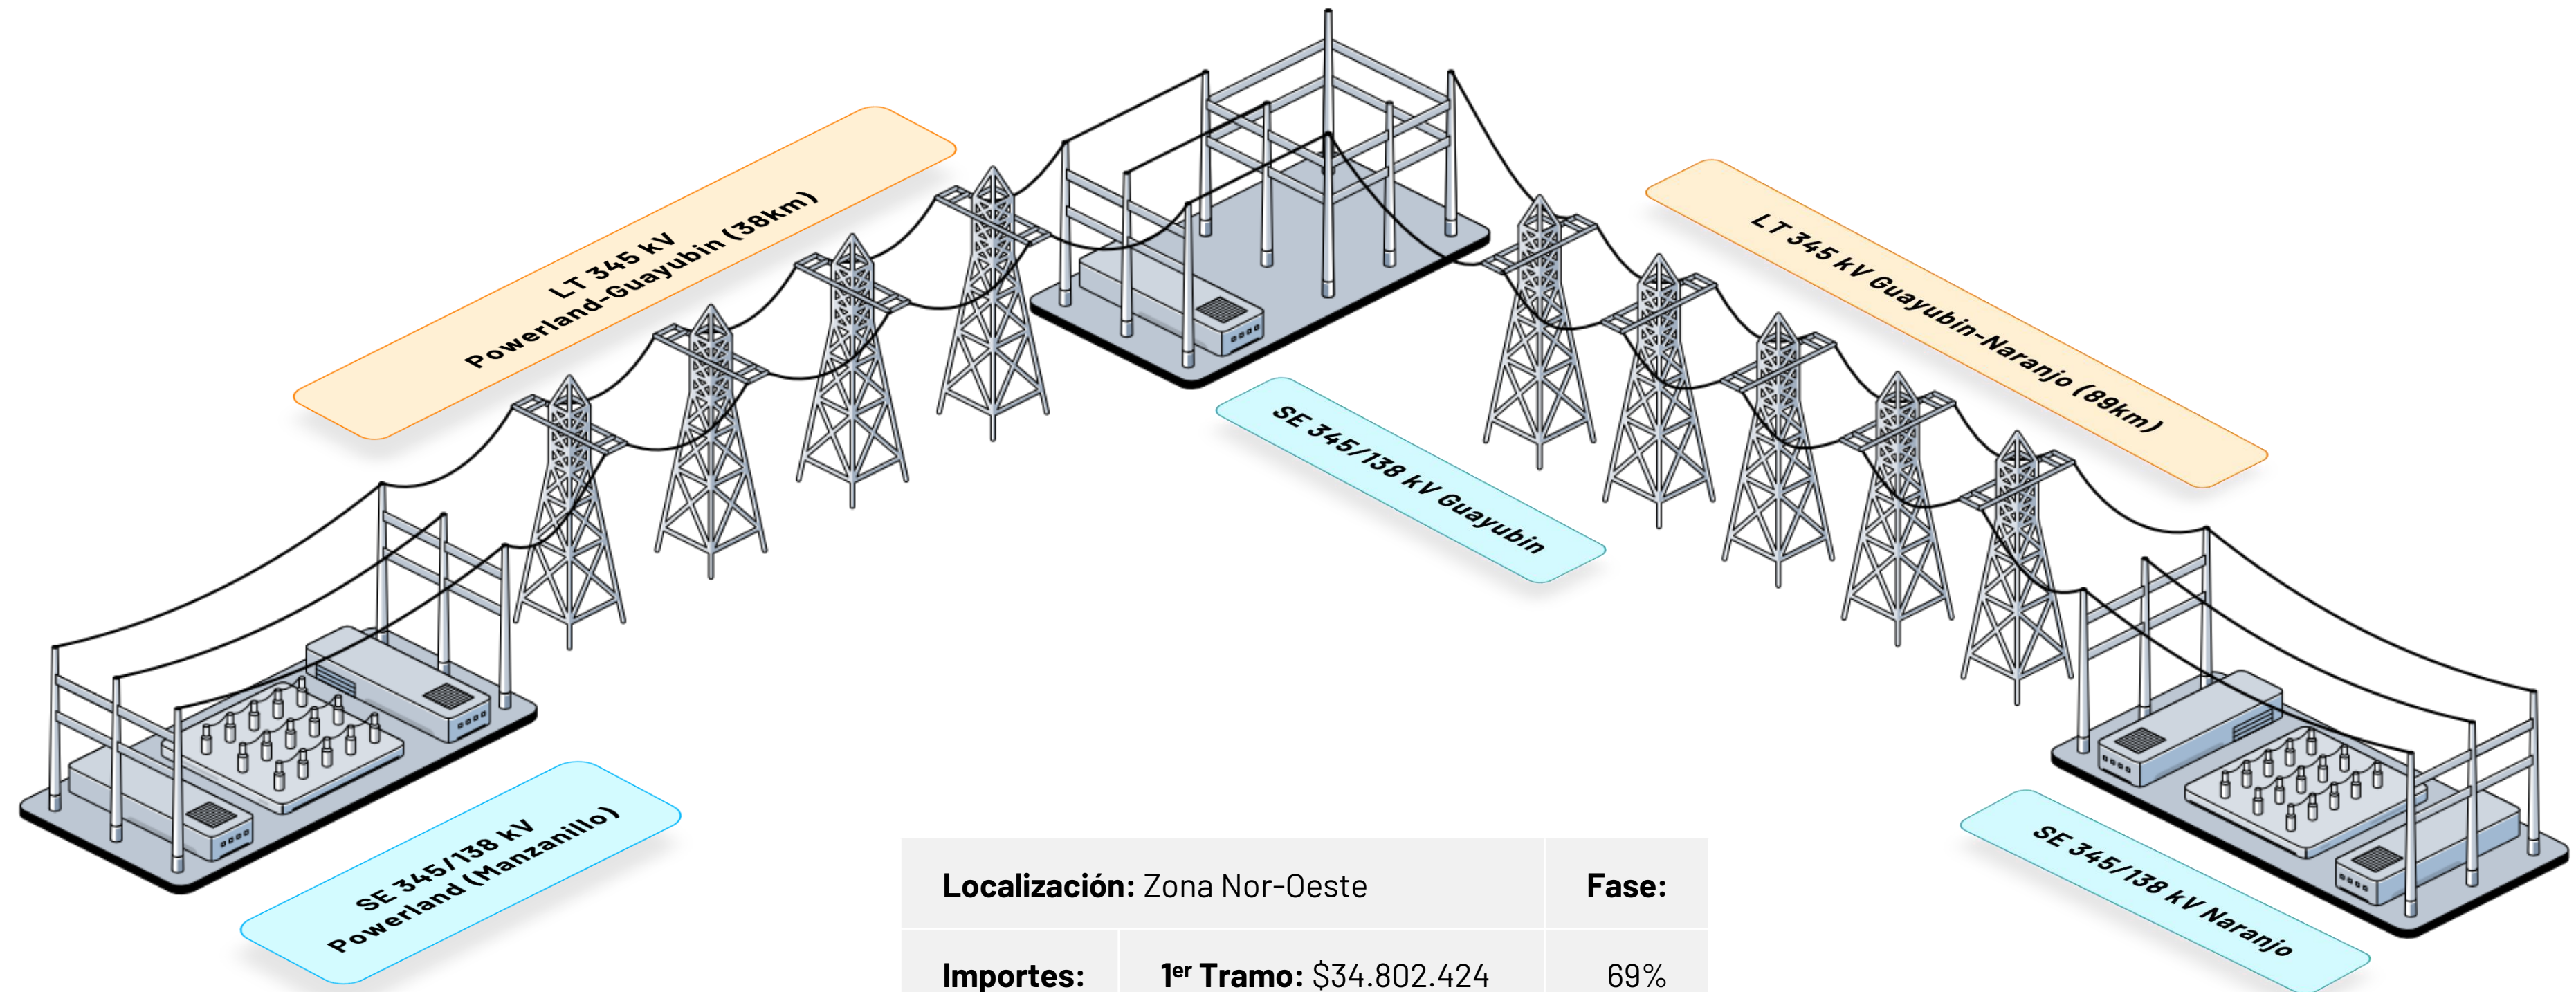 LT 345 kV
Powerland-Guayubin (38km)
LT 345 kV Guayubin-Naranjo (89km)
SE 345/138 kV Guayubin
SE 345/138 kV
Powerland (Manzanillo)
SE 345/138 kV Naranjo
Localización: Zona Nor-Oeste
Fase:
Importes:
1er Tramo: $34.802.424
69%